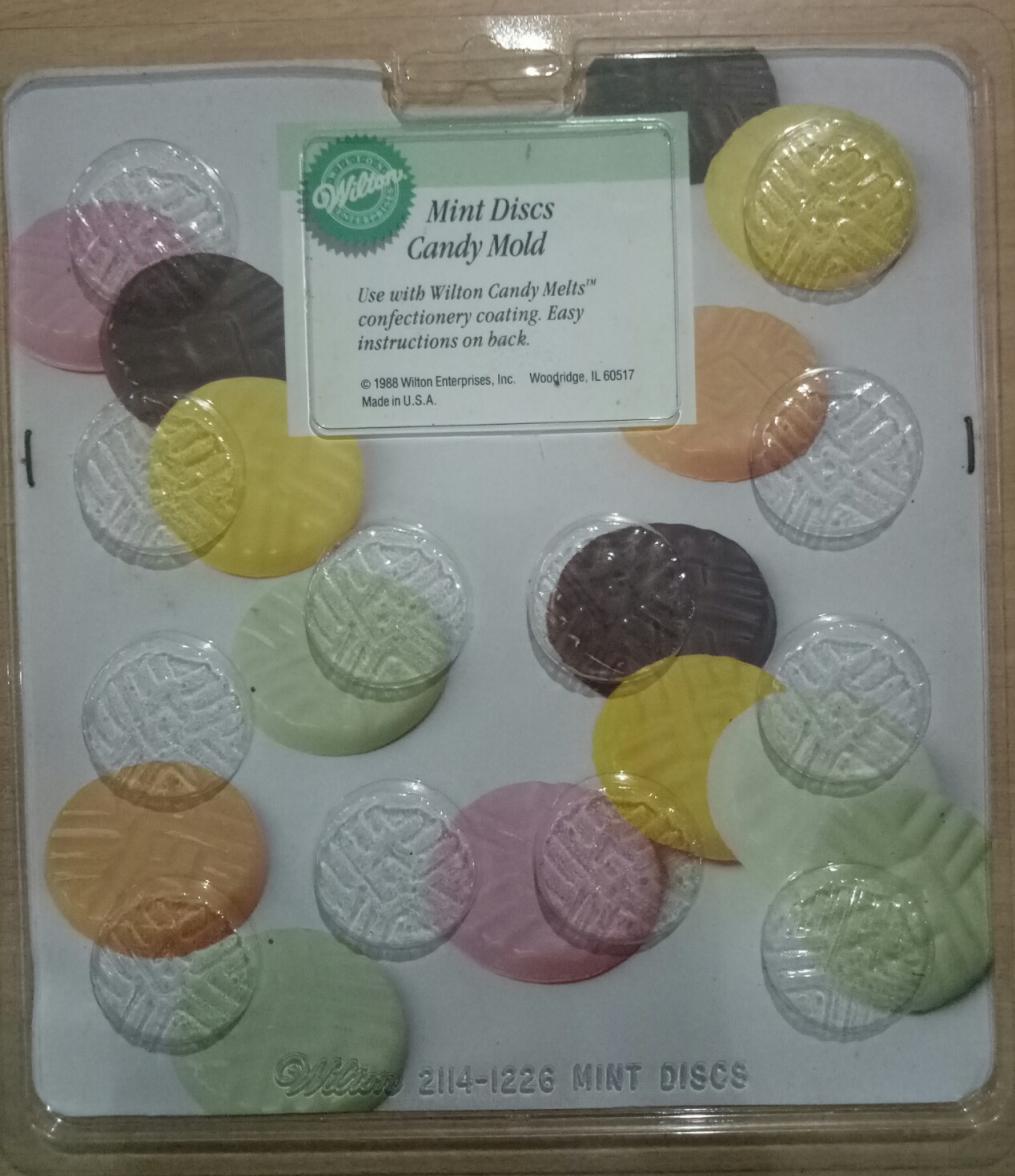 WILTON
Wilton
ENTERPRISES
Mint Discs
Candy Mold
Use with Wilton Candy Melts™
confectionery coating. Easy
instructions on back.
© 1988 Wilton Enterprises, Inc. Woodridge, IL 60517
Made in U.S.A.
Wilton 2114-1226 MINT DISCS